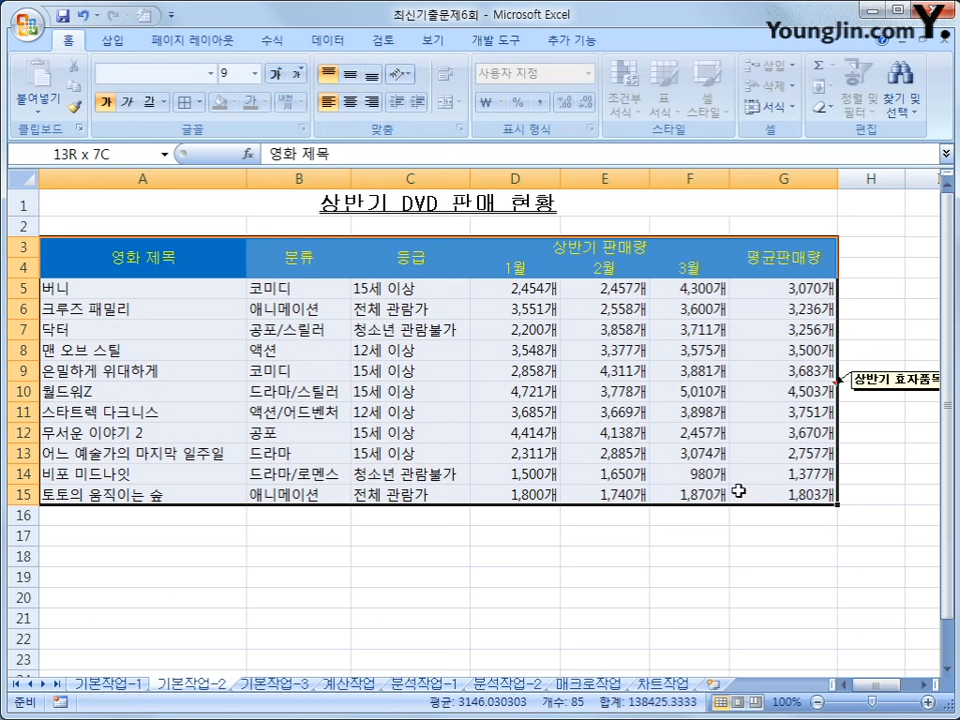 최신기출문제6회 - Microsoft Excel
YoungJin.com Y.
홈 삽입 페이지 레이아웃 수식 데이터 검토 보기 개발 도구 추가 기능
붙여넣기 9 가 가 가 사용자 지정 조건부 서식 표 서식 셀 스타일 삽입 삭제 서식 정렬 및 필터 찾기 및 선택
클립보드 글꼴 맞춤 표시 형식 스타일 셀 편집
13R x 7C fx 영화 제목
A B C D E F G H
1 상반기 DVD 판매 현황
2
3 영화 제목 분류 등급 상반기 판매량 평균판매량
4 1월 2월 3월
5 버니 코미디 15세 이상 2,454개 2,457개 4,300개 3,070개
6 크루즈 패밀리 애니메이션 전체 관람가 3,551개 2,558개 3,600개 3,236개
7 닥터 공포/스릴러 청소년 관람불가 2,200개 3,858개 3,711개 3,256개
8 맨 오브 스틸 액션 12세 이상 3,548개 3,377개 3,575개 3,500개
9 은밀하게 위대하게 코미디 15세 이상 2,858개 4,311개 3,881개 3,683개
상반기 효자품목
10 월드워Z 드라마/스릴러 15세 이상 4,721개 3,778개 5,010개 4,503개
11 스타트렉 다크니스 액션/어드벤처 12세 이상 3,685개 3,669개 3,898개 3,751개
12 무서운 이야기 2 공포 15세 이상 4,414개 4,138개 2,457개 3,670개
13 어느 예술가의 마지막 일주일 드라마 15세 이상 2,311개 2,885개 3,074개 2,757개
14 비포 미드나잇 드라마/로멘스 청소년 관람불가 1,500개 1,650개 980개 1,377개
15 토토의 움직이는 숲 애니메이션 전체 관람가 1,800개 1,740개 1,870개 1,803개
16
17
18
19
20
21
22
23
기본작업-1 기본작업-2 기본작업-3 계산작업 분석작업-1 분석작업-2 매크로작업 차트작업
준비 평균: 3146.030303 개수: 85 합계: 138425.3333 100%